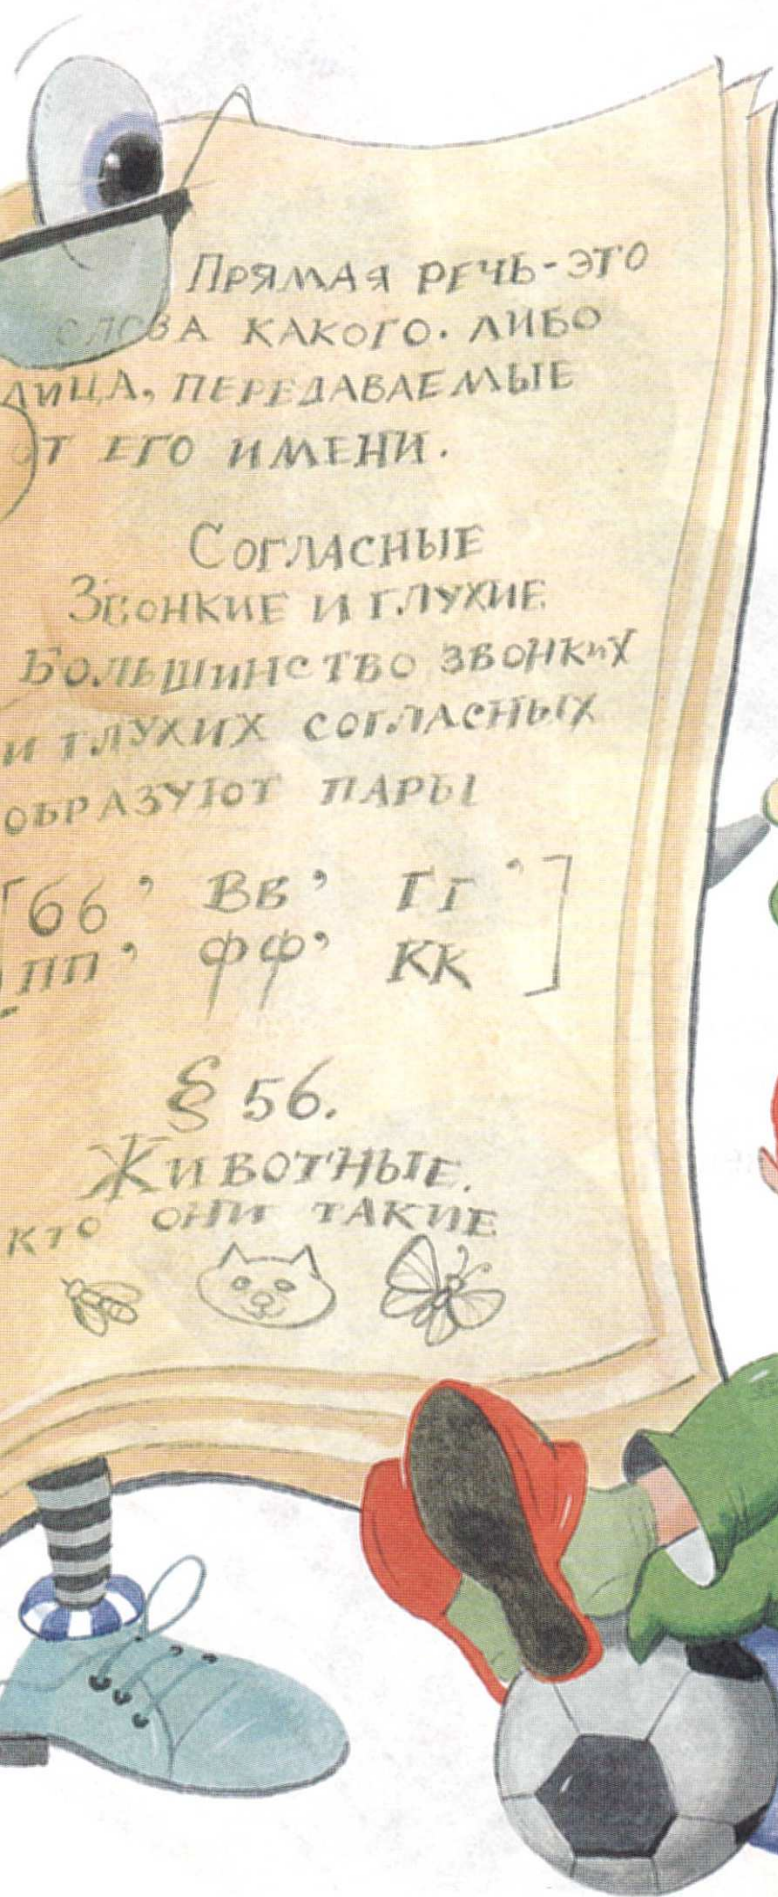 Прямая речь-это
слова какого-либо
лица, передаваемые
от его имени.
Согласные
Звонкие и глухие
Большинство звонких
и глухих согласных
образуют пары
[бб' Вв' Гг'
пп' фф' КК]
§ 56.
Животные.
кто они такие